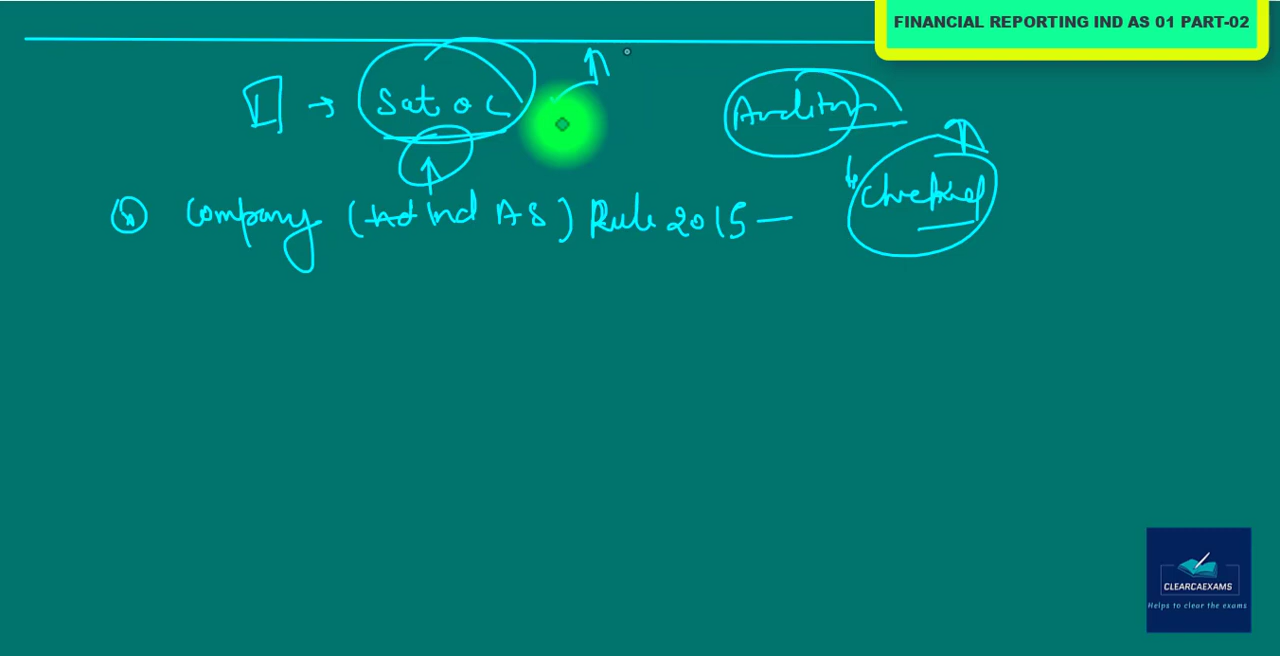 FINANCIAL REPORTING IND AS 01 PART-02
Sat o C
Auditor
Company (Ind AS) Rule 2015 —
CLEARCAEXAMS
Helps to clear the exams